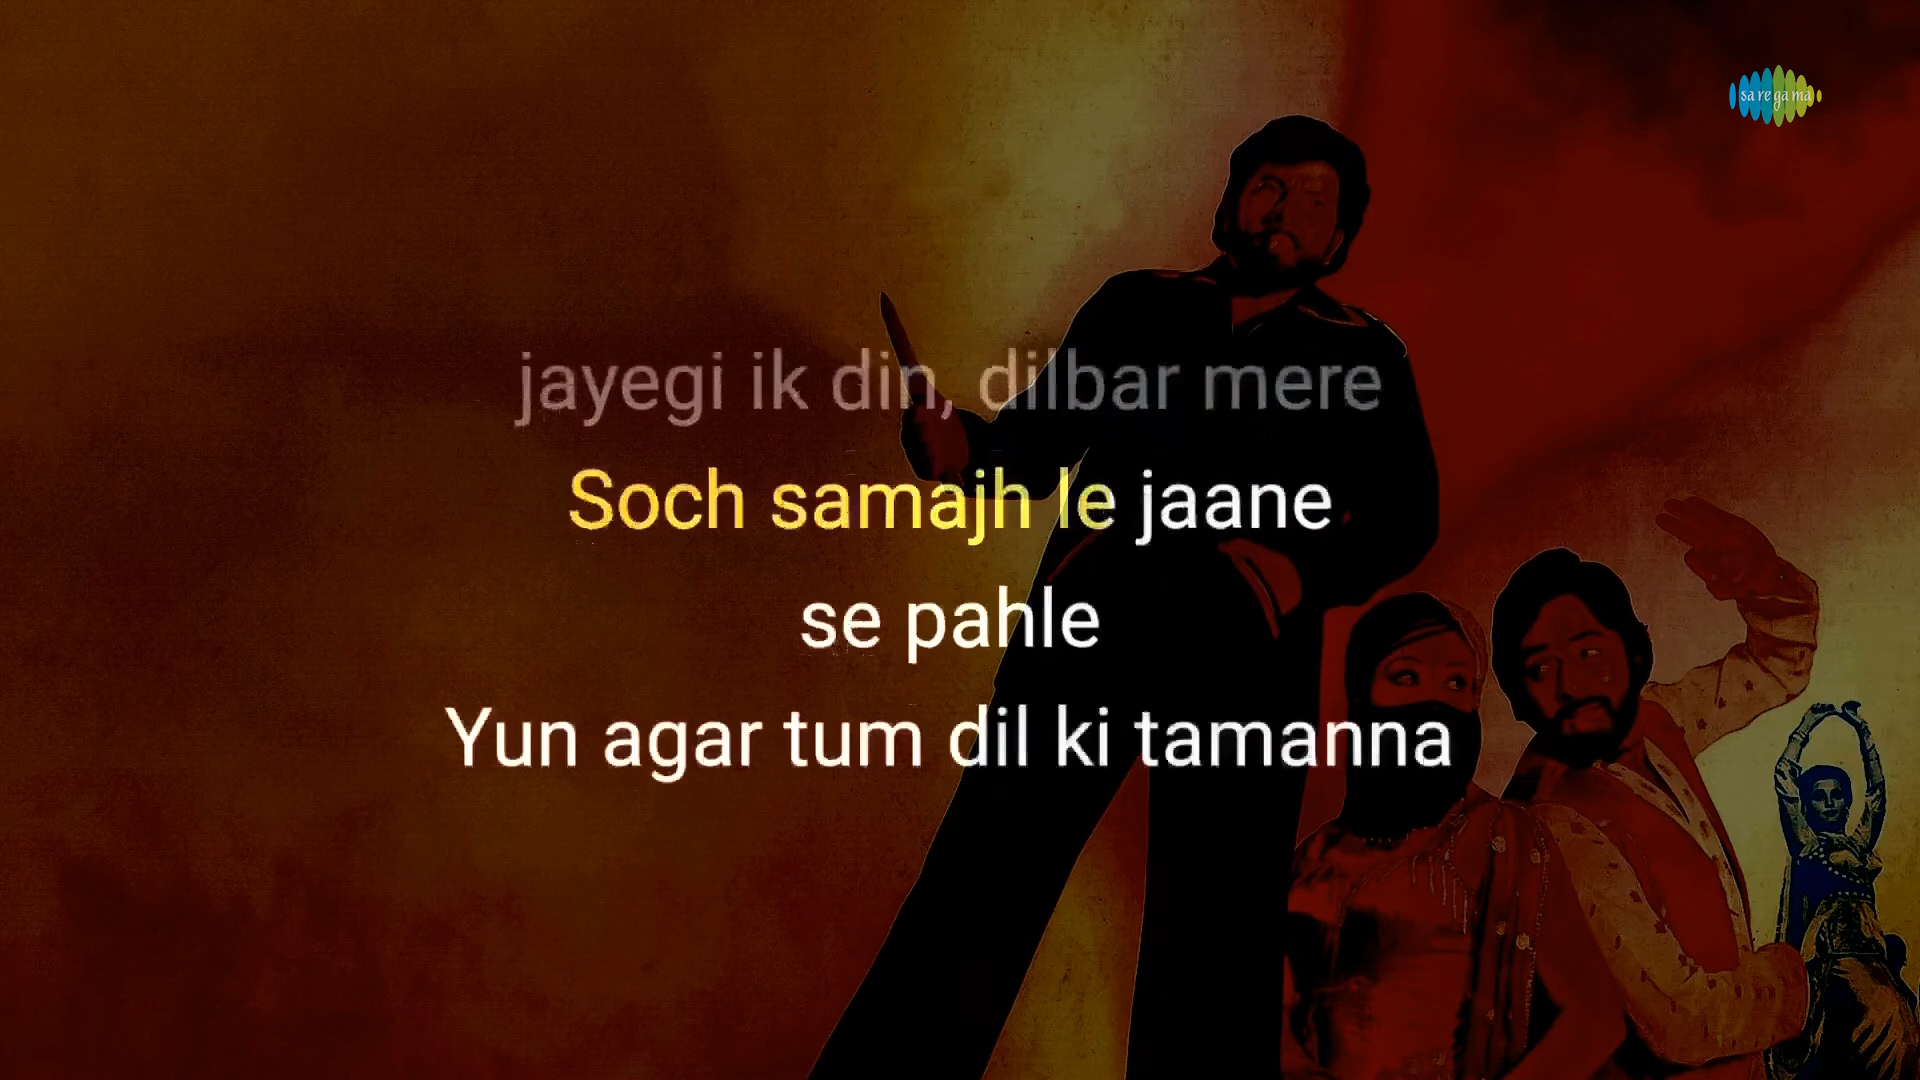 sa re ga ma
jayegi ik din, dilbar mere
Soch samajh le jaane
se pahle
Yun agar tum dil ki tamanna